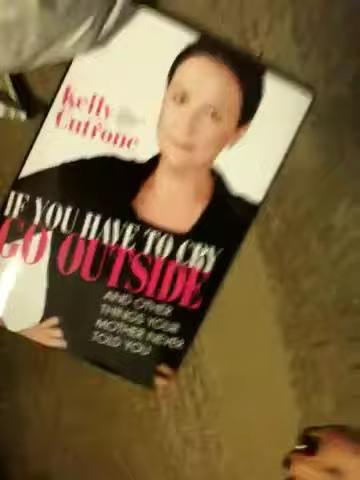 Kelly
Cutrone
IF YOU HAVE TO CRY
GO OUTSIDE
AND OTHER
THINGS YOUR
MOTHER NEVER
TOLD YOU